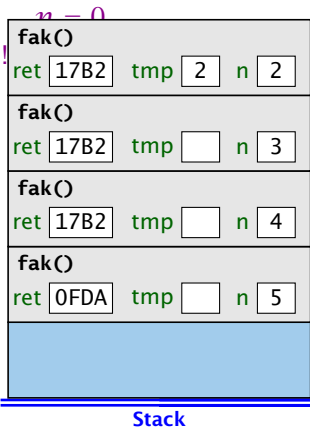 n = 0
!
fak()
ret 17B2 tmp 2 n 2
fak()
ret 17B2 tmp n 3
fak()
ret 17B2 tmp n 4
fak()
ret 0FDA tmp n 5
Stack